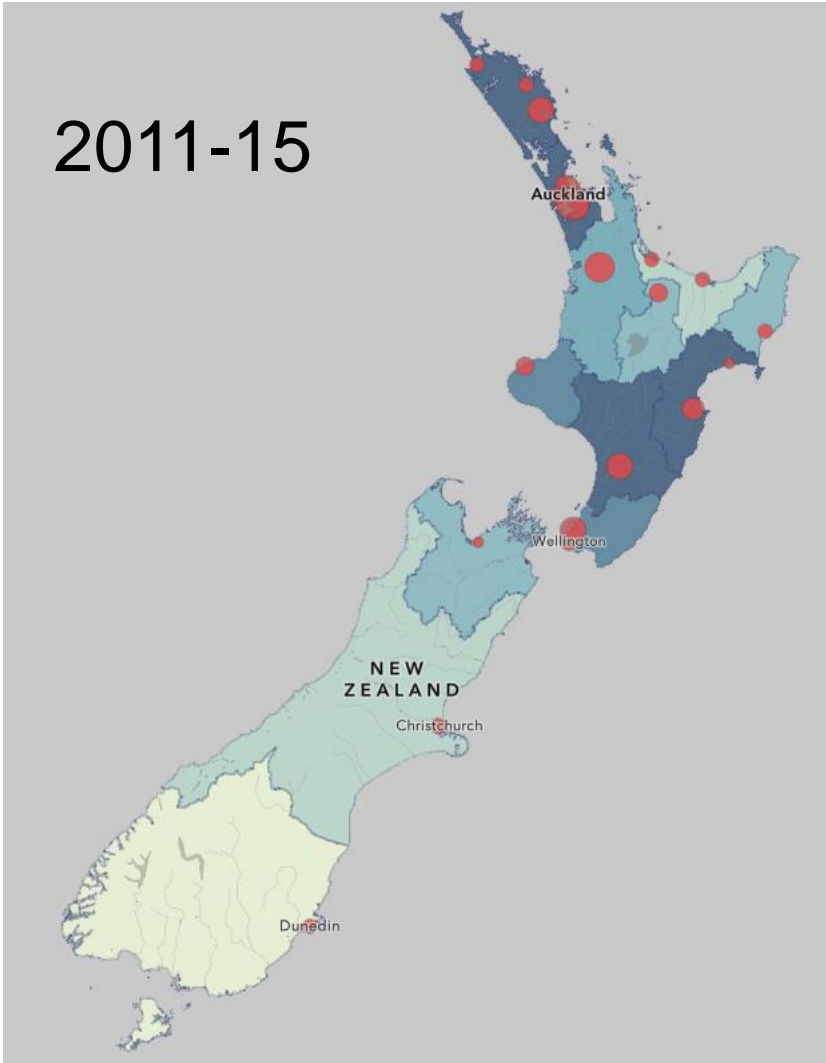 2011-15
Auckland
Wellington
NEW
ZEALAND
Christchurch
Dunedin